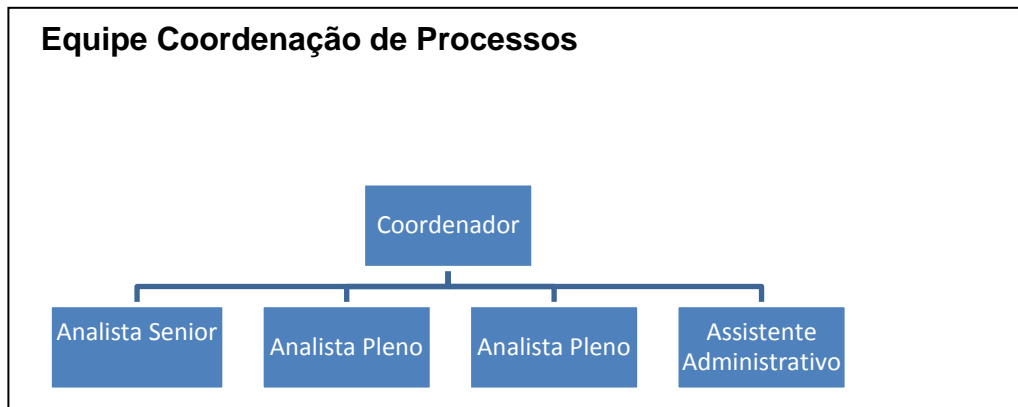 Equipe Coordenação de Processos
Coordenador
Analista Senior
Analista Pleno
Analista Pleno
Assistente
Administrativo